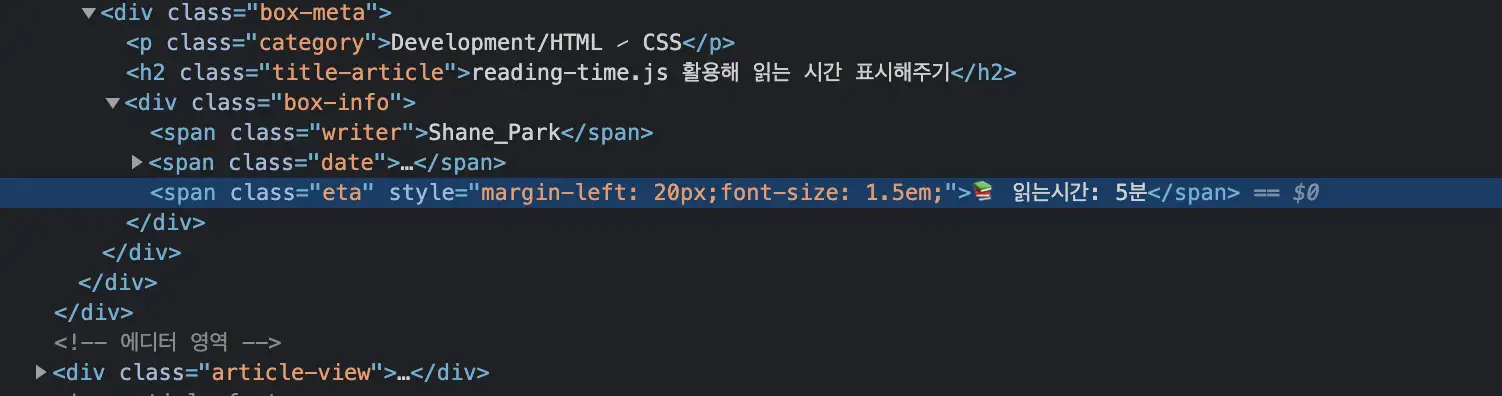 ▼<div class="box-meta">
<p class="category">Development/HTML ⁄ CSS</p>
<h2 class="title-article">reading-time.js 활용해 읽는 시간 표시해주기</h2>
▼<div class="box-info">
<span class="writer">Shane_Park</span>
▶<span class="date">…</span>
<span class="eta" style="margin-left: 20px;font-size: 1.5em;">📚 읽는시간: 5분</span> == $0
</div>
</div>
</div>
</div>
<!-- 에디터 영역 -->
▶<div class="article-view">…</div>